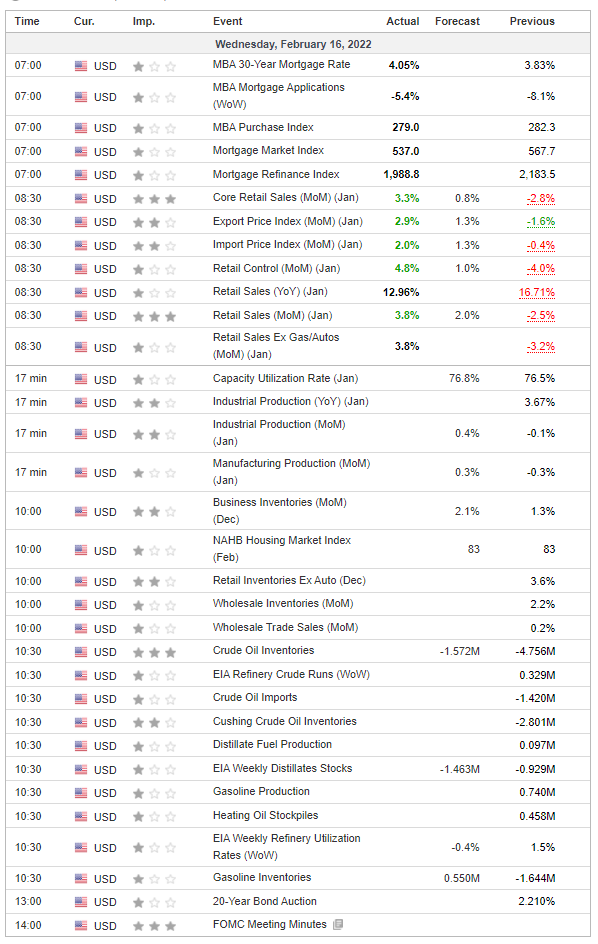 Time Cur. Imp. Event Actual Forecast Previous
Wednesday, February 16, 2022
07:00 USD MBA 30-Year Mortgage Rate 4.05% 3.83%
07:00 USD MBA Mortgage Applications
(WoW) -5.4% -8.1%
07:00 USD MBA Purchase Index 279.0 282.3
07:00 USD Mortgage Market Index 537.0 567.7
07:00 USD Mortgage Refinance Index 1,988.8 2,183.5
08:30 USD Core Retail Sales (MoM) (Jan) 3.3% 0.8% -2.8%
08:30 USD Export Price Index (MoM) (Jan) 2.9% 1.3% -1.6%
08:30 USD Import Price Index (MoM) (Jan) 2.0% 1.3% -0.4%
08:30 USD Retail Control (MoM) (Jan) 4.8% 1.0% -4.0%
08:30 USD Retail Sales (YoY) (Jan) 12.96% 16.71%
08:30 USD Retail Sales (MoM) (Jan) 3.8% 2.0% -2.5%
08:30 USD Retail Sales Ex Gas/Autos
(MoM) (Jan) 3.8% -3.2%
17 min USD Capacity Utilization Rate (Jan) 76.8% 76.5%
17 min USD Industrial Production (YoY) (Jan) 3.67%
17 min USD Industrial Production (MoM)
(Jan) 0.4% -0.1%
17 min USD Manufacturing Production (MoM)
(Jan) 0.3% -0.3%
10:00 USD Business Inventories (MoM)
(Dec) 2.1% 1.3%
10:00 USD NAHB Housing Market Index
(Feb) 83 83
10:00 USD Retail Inventories Ex Auto (Dec) 3.6%
10:00 USD Wholesale Inventories (MoM) 2.2%
10:00 USD Wholesale Trade Sales (MoM) 0.2%
10:30 USD Crude Oil Inventories -1.572M -4.756M
10:30 USD EIA Refinery Crude Runs (WoW) 0.329M
10:30 USD Crude Oil Imports -1.420M
10:30 USD Cushing Crude Oil Inventories -2.801M
10:30 USD Distillate Fuel Production 0.097M
10:30 USD EIA Weekly Distillates Stocks -1.463M -0.929M
10:30 USD Gasoline Production 0.740M
10:30 USD Heating Oil Stockpiles 0.458M
10:30 USD EIA Weekly Refinery Utilization
Rates (WoW) -0.4% 1.5%
10:30 USD Gasoline Inventories 0.550M -1.644M
13:00 USD 20-Year Bond Auction 2.210%
14:00 USD FOMC Meeting Minutes